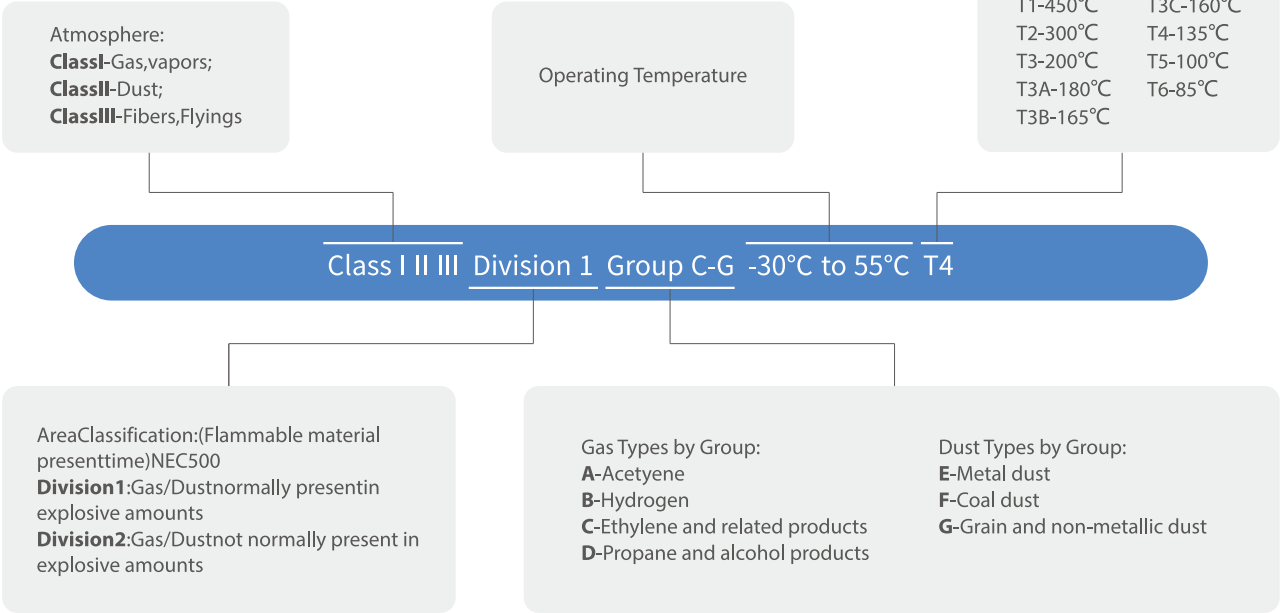 Atmosphere:
ClassI-Gas,vapors;
ClassII-Dust;
ClassIII-Fibers,Flyings
Operating Temperature
T1-450℃
T2-300℃
T3-200℃
T3A-180℃
T3B-165℃
T3C-160℃
T4-135℃
T5-100℃
T6-85℃
Class I II III Division 1 Group C-G -30°C to 55°C T4
AreaClassification:(Flammable material
presenttime)NEC500
Division1:Gas/Dustnormally presentin
explosive amounts
Division2:Gas/Dustnot normally present in
explosive amounts
Gas Types by Group:
A-Acetyene
B-Hydrogen
C-Ethylene and related products
D-Propane and alcohol products
Dust Types by Group:
E-Metal dust
F-Coal dust
G-Grain and non-metallic dust